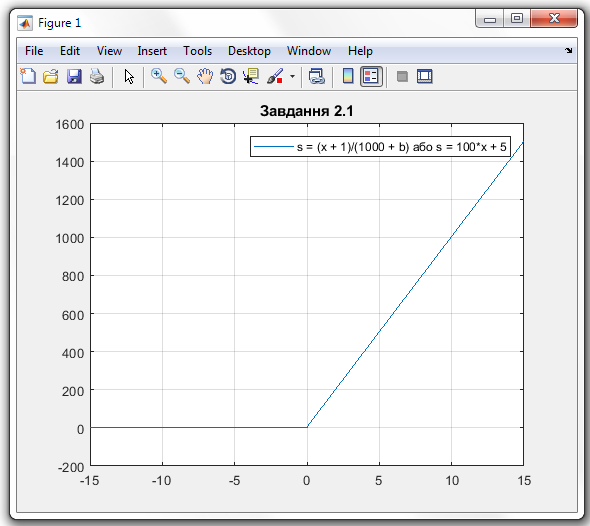 Figure 1
File Edit View Insert Tools Desktop Window Help
Завдання 2.1
s = (x + 1)/(1000 + b) або s = 100*x + 5
1600
1400
1200
1000
800
600
400
200
0
-200
-15 -10 -5 0 5 10 15